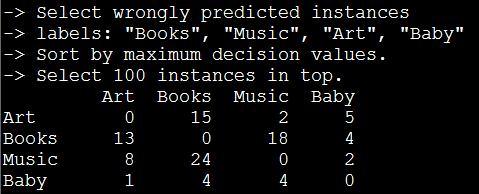 -> Select wrongly predicted instances
-> labels: "Books", "Music", "Art", "Baby"
-> Sort by maximum decision values.
-> Select 100 instances in top.
Art Books Music Baby
Art 0 15 2 5
Books 13 0 18 4
Music 8 24 0 2
Baby 1 4 4 0